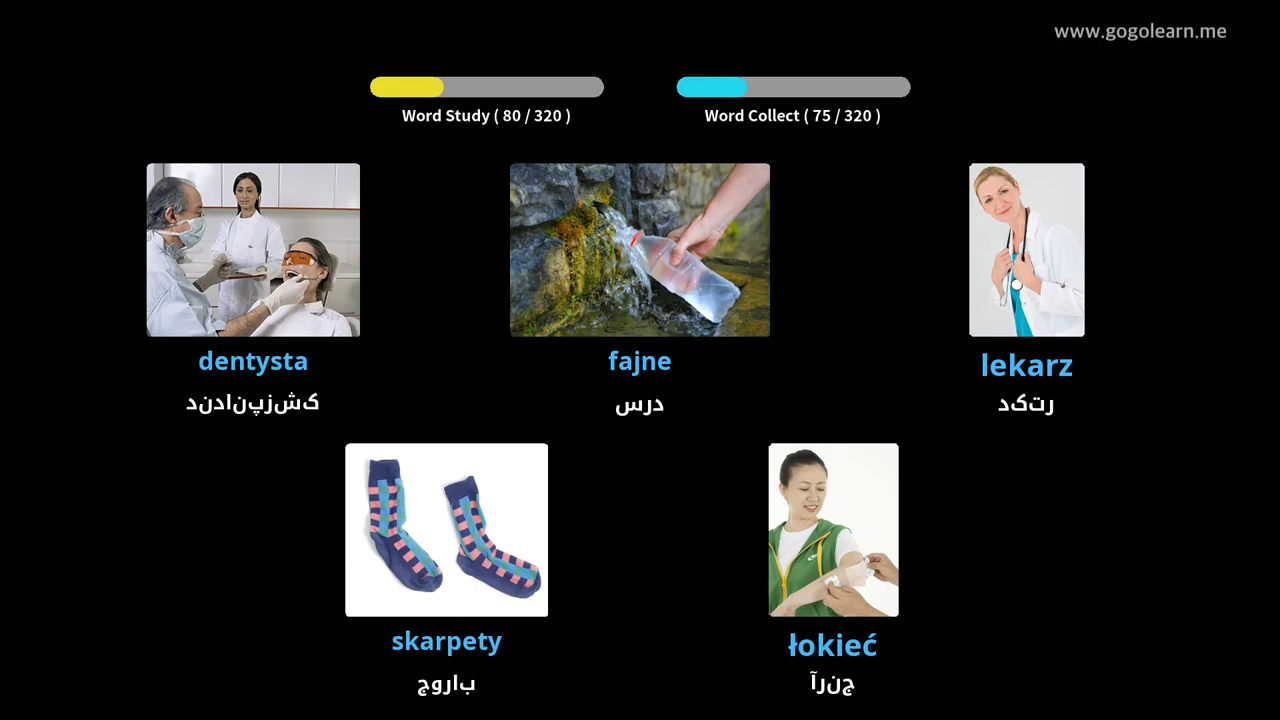 www.gogolearn.me
Word Study ( 80 / 320 )
Word Collect ( 75 / 320 )
dentysta
کشزپنادند
fajne
درس
lekarz
رتکد
skarpety
باروج
łokieć
جنرآ